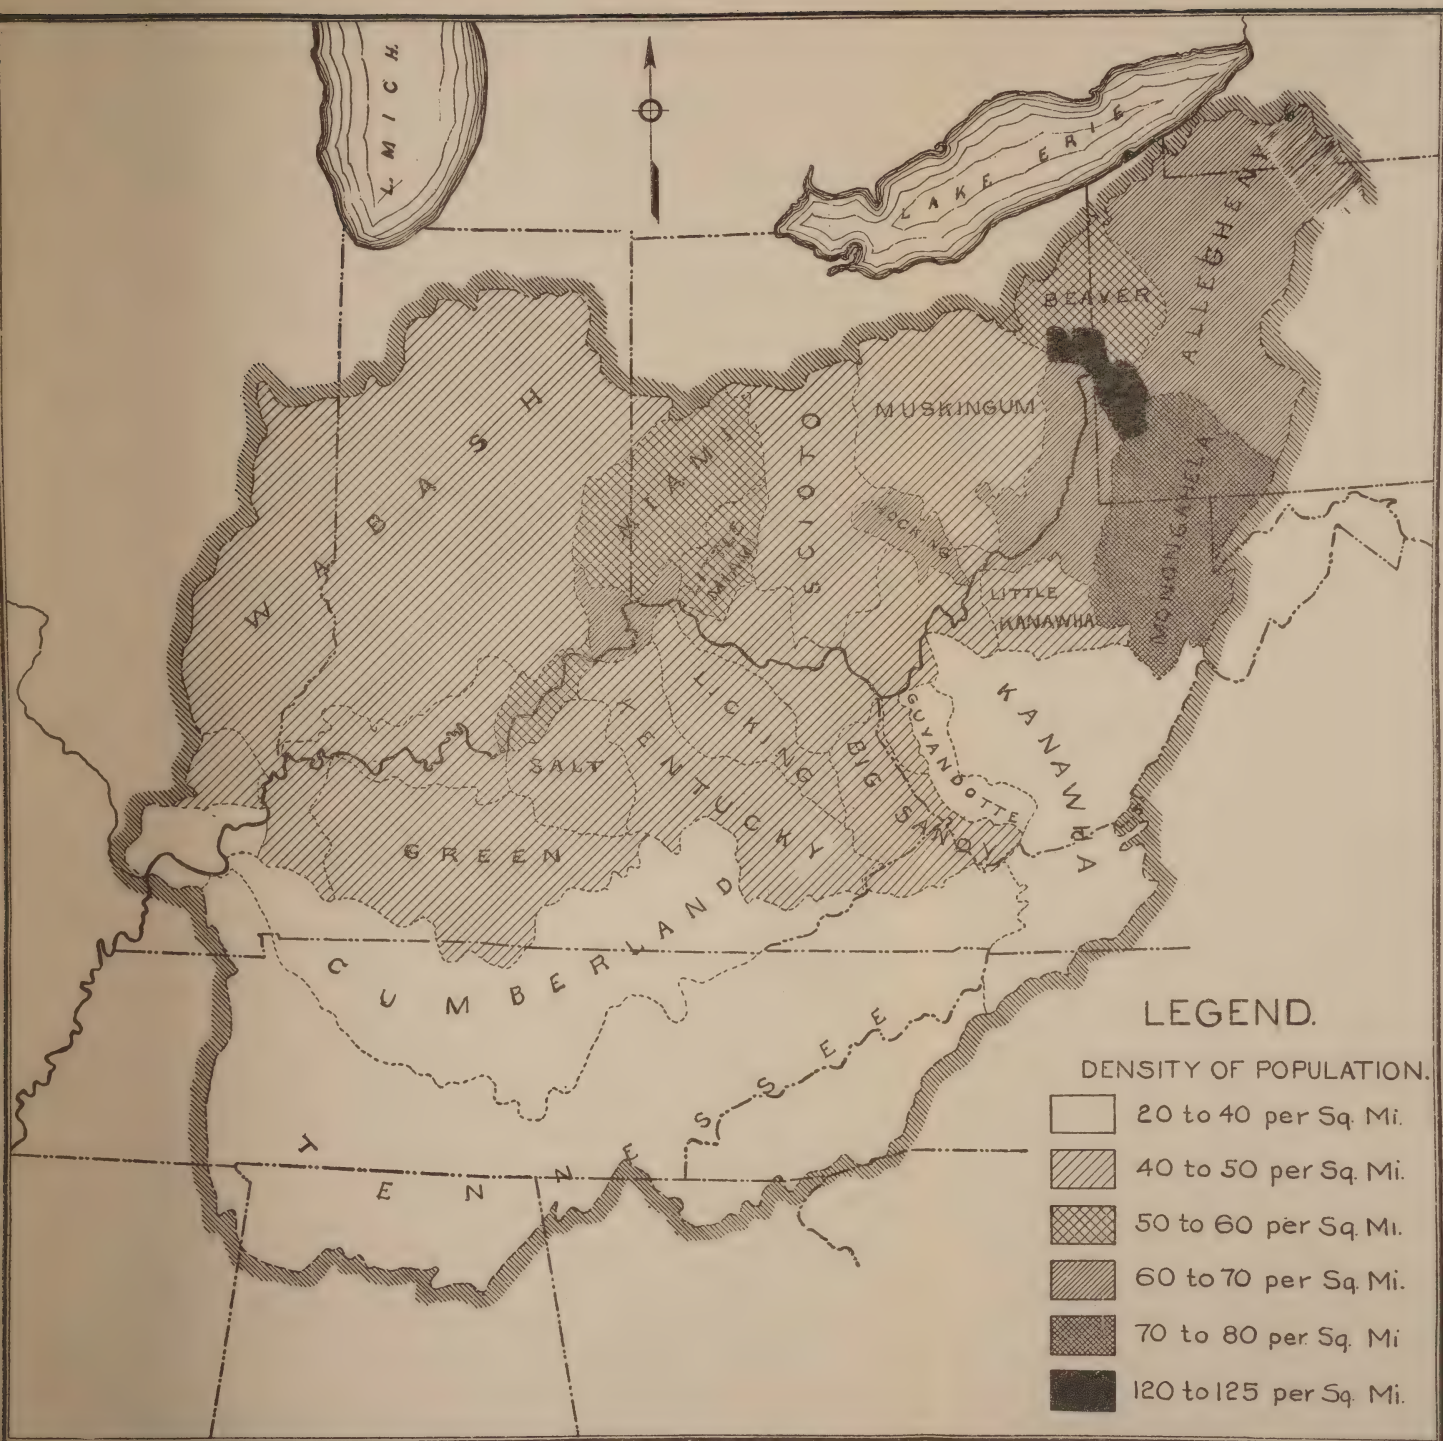 L. MICH.
LAKE ERIE
ALLEGHENY
BEAVER
WABASH
MIAMI
LITTLE
MIAMI
SCIOTO
MUSKINGUM
HOCKING
MONONGAHELA
LITTLE
KANAWHA
KANAWHA
GUYANDOTTE
BIG SANDY
LICKING
KENTUCKY
SALT
GREEN
CUMBERLAND
TENNESSEE
LEGEND.
DENSITY OF POPULATION.
20 to 40 per Sq. Mi.
40 to 50 per Sq. Mi.
50 to 60 per Sq. Mi.
60 to 70 per Sq. Mi.
70 to 80 per Sq. Mi
120 to 125 per Sq. Mi.